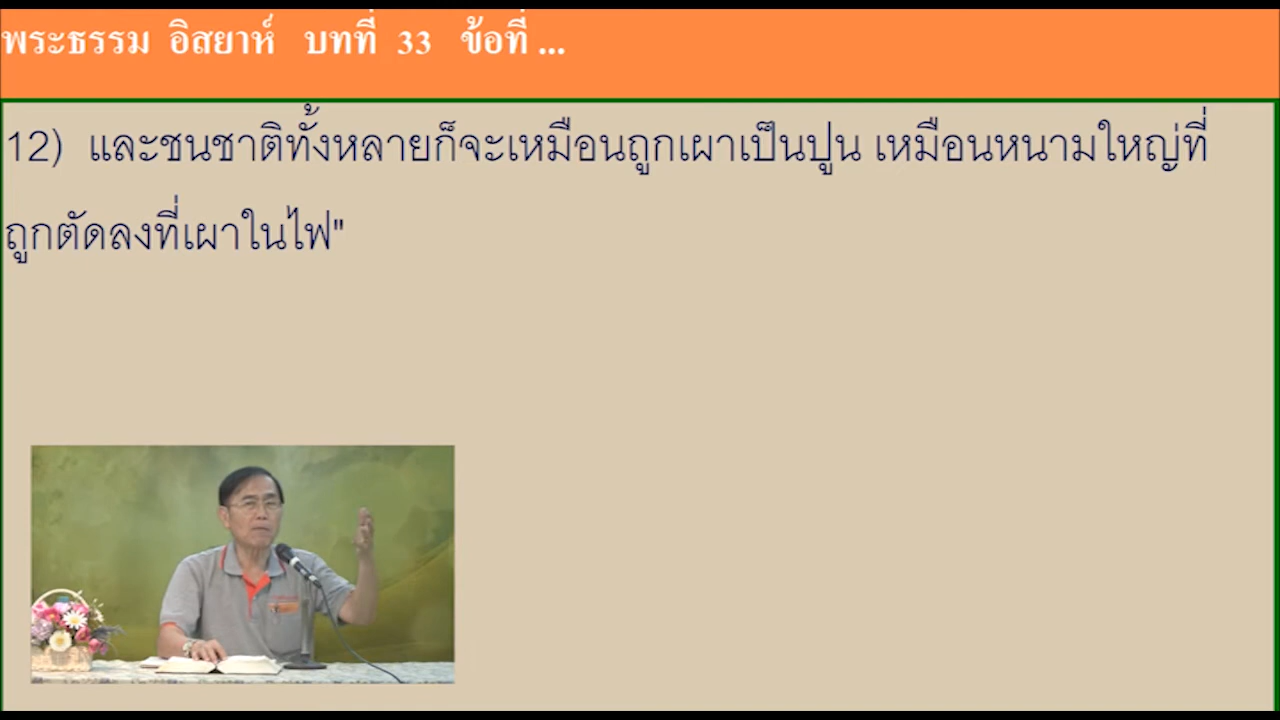 พระธรรม อิสยาห์ บทที่ 33 ข้อที่ ...
12) และชนชาติทั้งหลายก็จะเหมือนถูกเผาเป็นปูน เหมือนหนามใหญ่ที่
ถูกตัดลงที่เผาในไฟ"